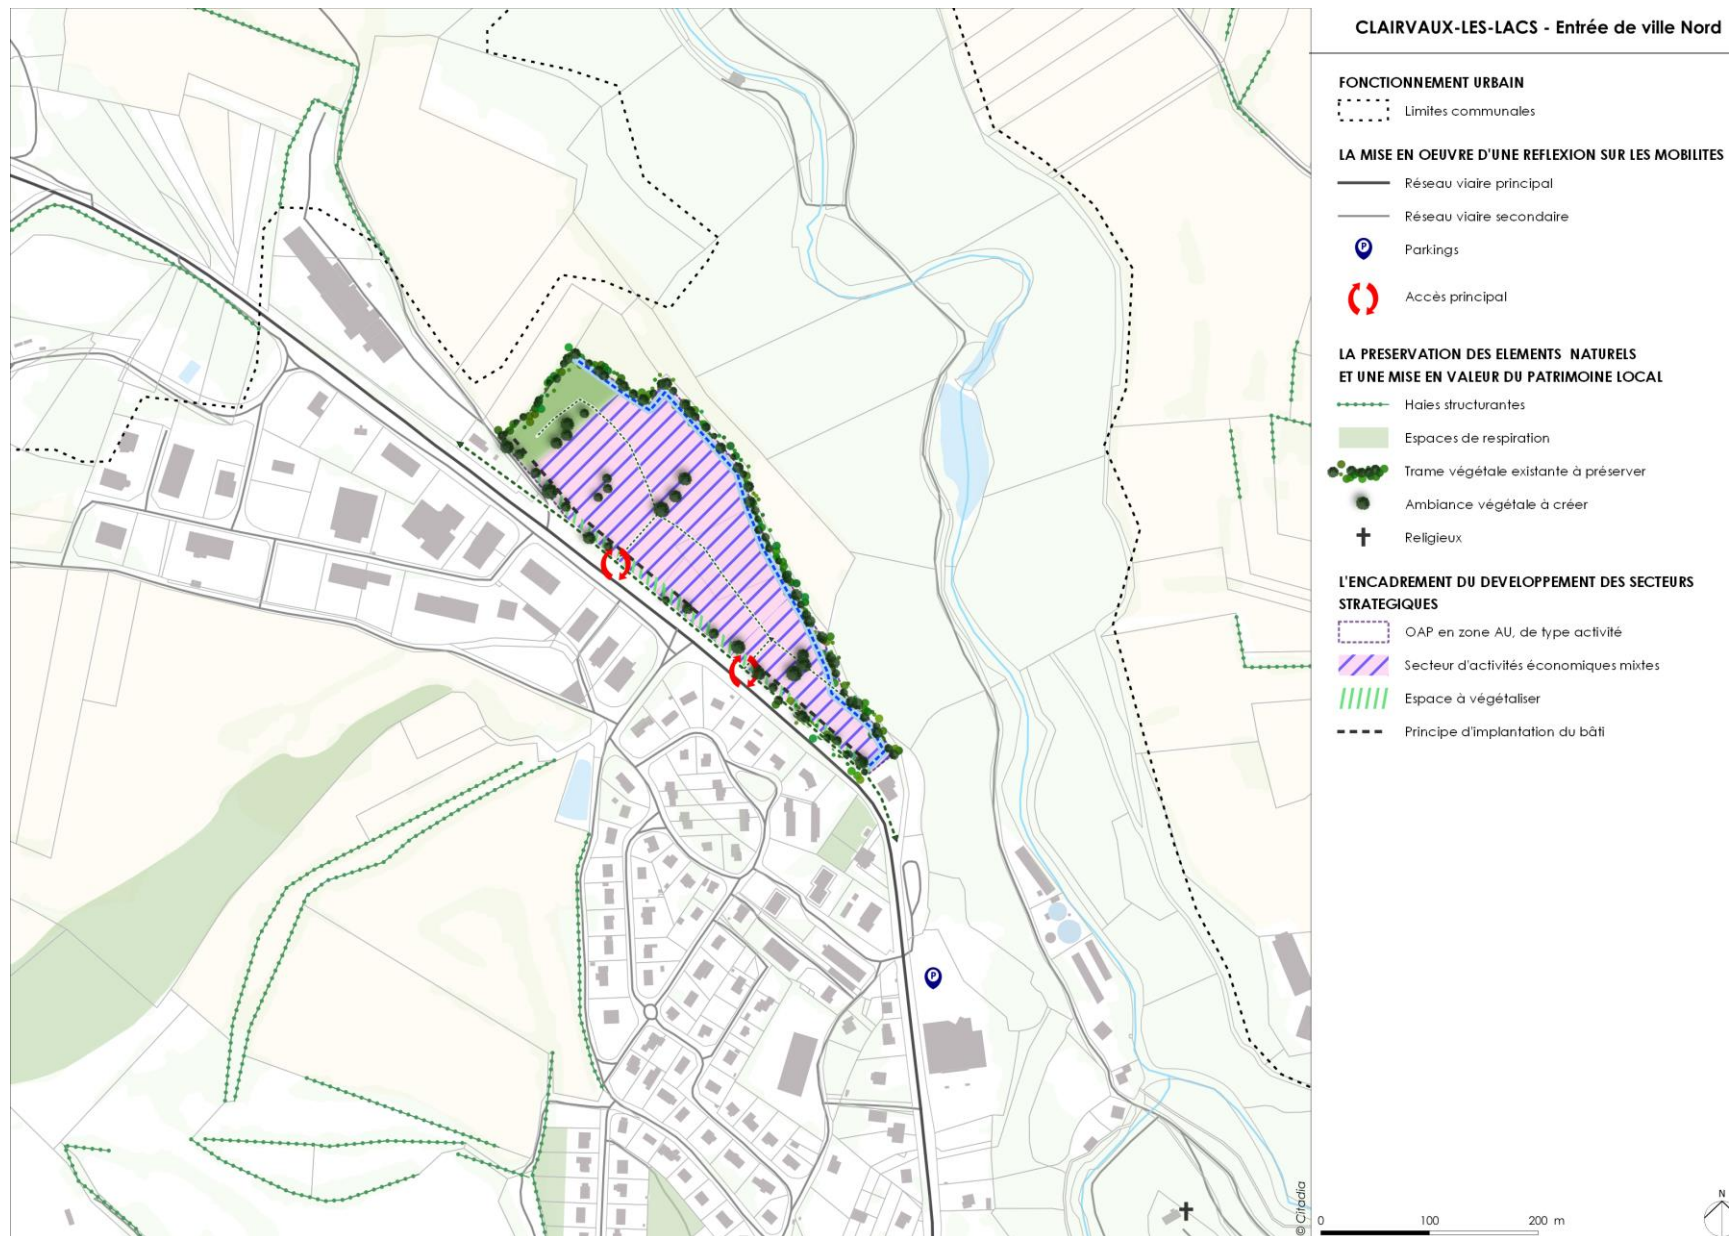 CLAIRVAUX-LES-LACS - Entrée de ville Nord
FONCTIONNEMENT URBAIN
Limites communales
LA MISE EN OEUVRE D'UNE REFLEXION SUR LES MOBILITES
Réseau viaire principal
Réseau viaire secondaire
P
Parkings
Accès principal
LA PRESERVATION DES ELEMENTS NATURELS
ET UNE MISE EN VALEUR DU PATRIMOINE LOCAL
Haies structurantes
Espaces de respiration
Trame végétale existante à préserver
Ambiance végétale à créer
Religieux
L'ENCADREMENT DU DEVELOPPEMENT DES SECTEURS
STRATEGIQUES
OAP en zone AU, de type activité
Secteur d'activités économiques mixtes
Espace à végétaliser
Principe d'implantation du bâti
P
© Citadia
0 100 200 m
N